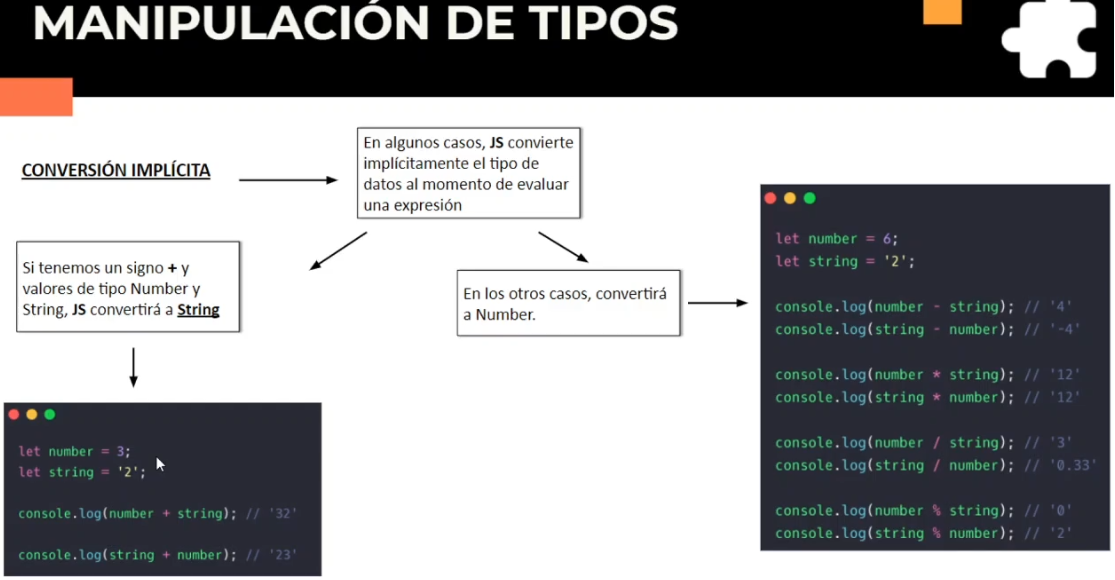 MANIPULACIÓN DE TIPOS
CONVERSIÓN IMPLÍCITA
En algunos casos, JS convierte
implícitamente el tipo de
datos al momento de evaluar
una expresión
Si tenemos un signo + y
valores de tipo Number y
String, JS convertirá a String
En los otros casos, convertirá
a Number.
let number = 3;
let string = '2';
console.log(number + string); // '32'
console.log(string + number); // '23'
let number = 6;
let string = '2';
console.log(number - string); // '4'
console.log(string - number); // '-4'
console.log(number * string); // '12'
console.log(string * number); // '12'
console.log(number / string); // '3'
console.log(string / number); // '0.33'
console.log(number % string); // '0'
console.log(string % number); // '2'